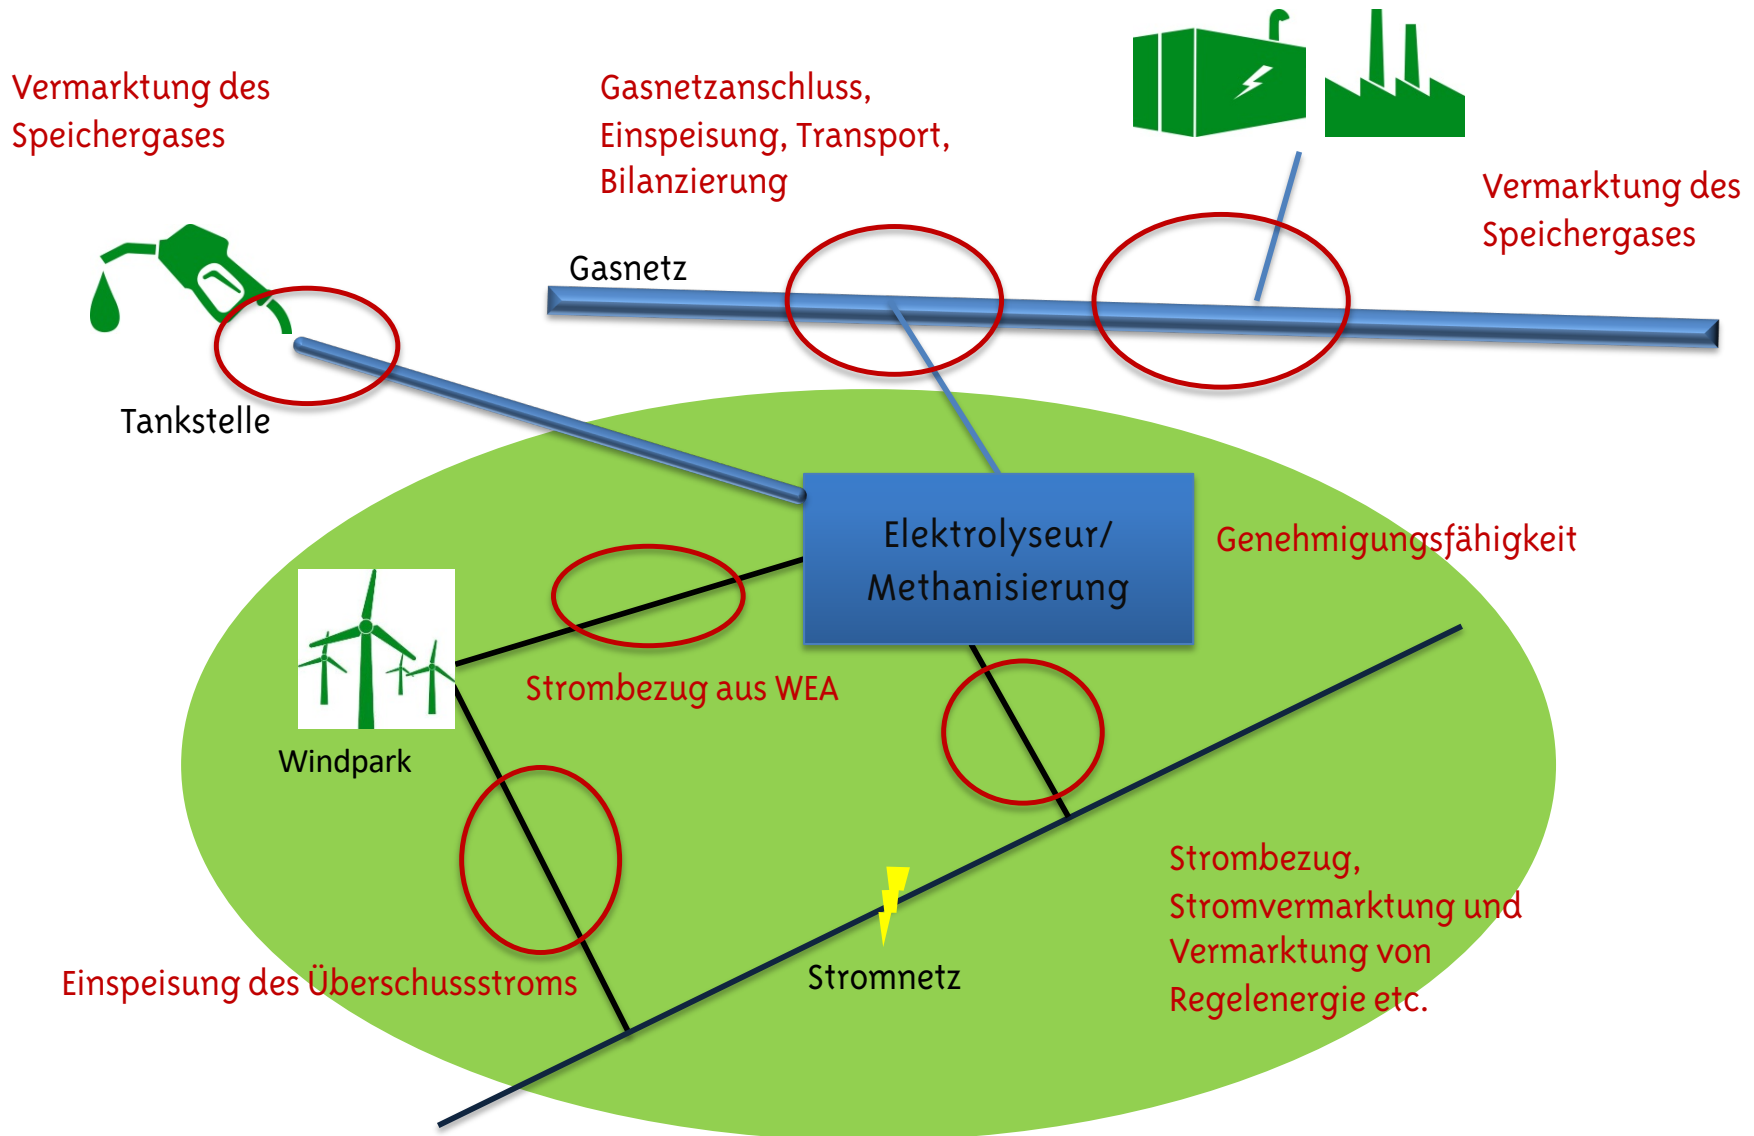 Vermarktung des
Speichergases
Gasnetzanschluss,
Einspeisung, Transport,
Bilanzierung
Vermarktung des
Speichergases
Gasnetz
Tankstelle
Elektrolyseur/
Methanisierung
Genehmigungsfähigkeit
Strombezug aus WEA
Windpark
Strombezug,
Stromvermarktung und
Vermarktung von
Regelenergie etc.
Einspeisung des Überschussstroms
Stromnetz